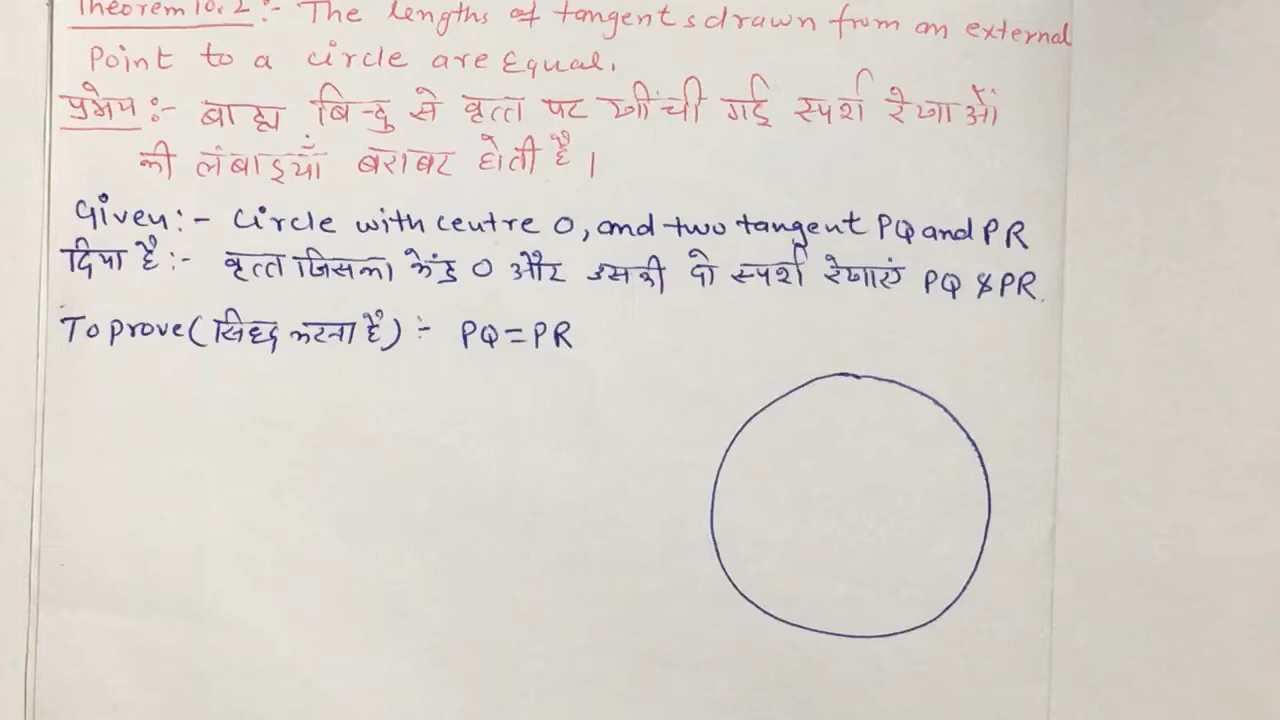 Theorem 10.2:- The lengths of tangents drawn from an external
Point to a circle are Equal.
प्रमेय:- बाह्य बिन्दु से वृत्त पर खींची गई स्पर्श रेखाओं
की लंबाइयाँ बराबर होती है।
Given:- Circle with centre O, and two tangent PQ and PR
दिया है:- वृत्त जिसका केंद्र O और उसकी दो स्पर्श रेखाएं PQ & PR.
To prove (सिद्ध करना है) :- PQ = PR